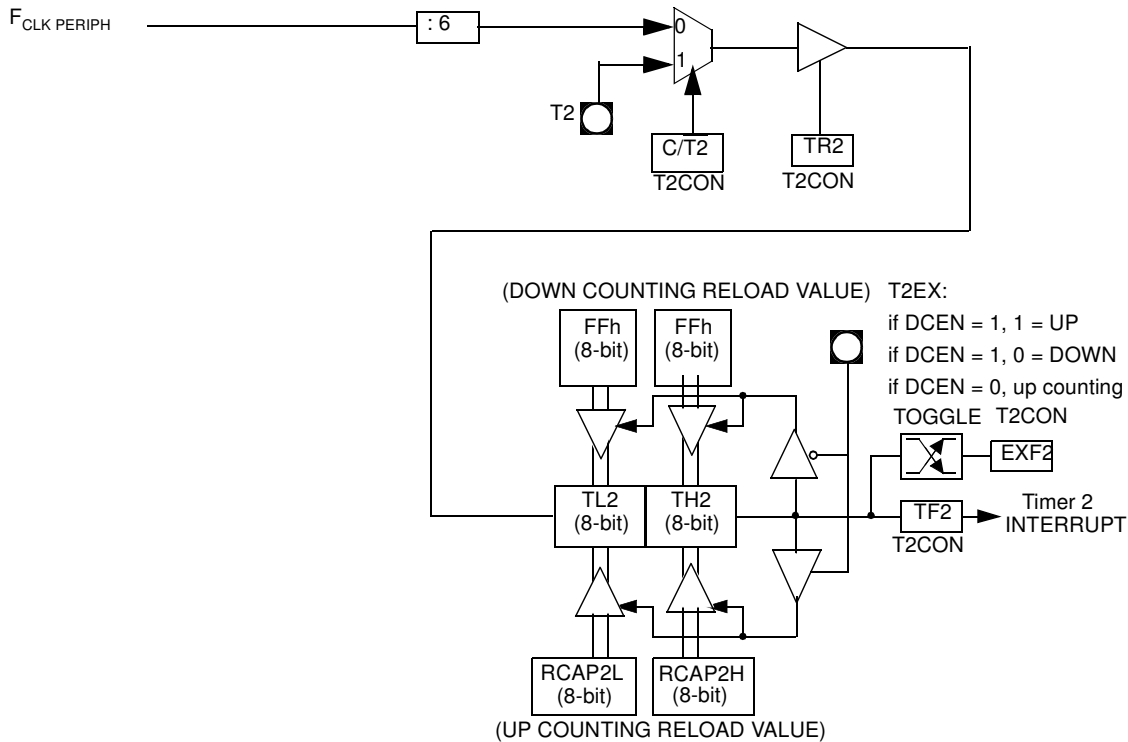 FCLK PERIPH
: 6
0
1
T2
C/T2
TR2
T2CON
T2CON
(DOWN COUNTING RELOAD VALUE)
T2EX:
if DCEN = 1, 1 = UP
if DCEN = 1, 0 = DOWN
if DCEN = 0, up counting
FFh
(8-bit)
FFh
(8-bit)
TOGGLE
T2CON
EXF2
TL2
(8-bit)
TH2
(8-bit)
TF2
T2CON
Timer 2
INTERRUPT
RCAP2L
(8-bit)
RCAP2H
(8-bit)
(UP COUNTING RELOAD VALUE)